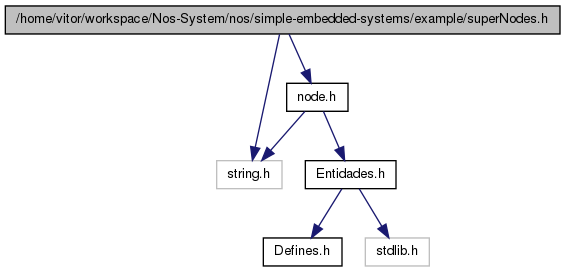 /home/vitor/workspace/Nos-System/nos/simple-embedded-systems/example/superNodes.h
node.h
string.h
Entidades.h
Defines.h
stdlib.h